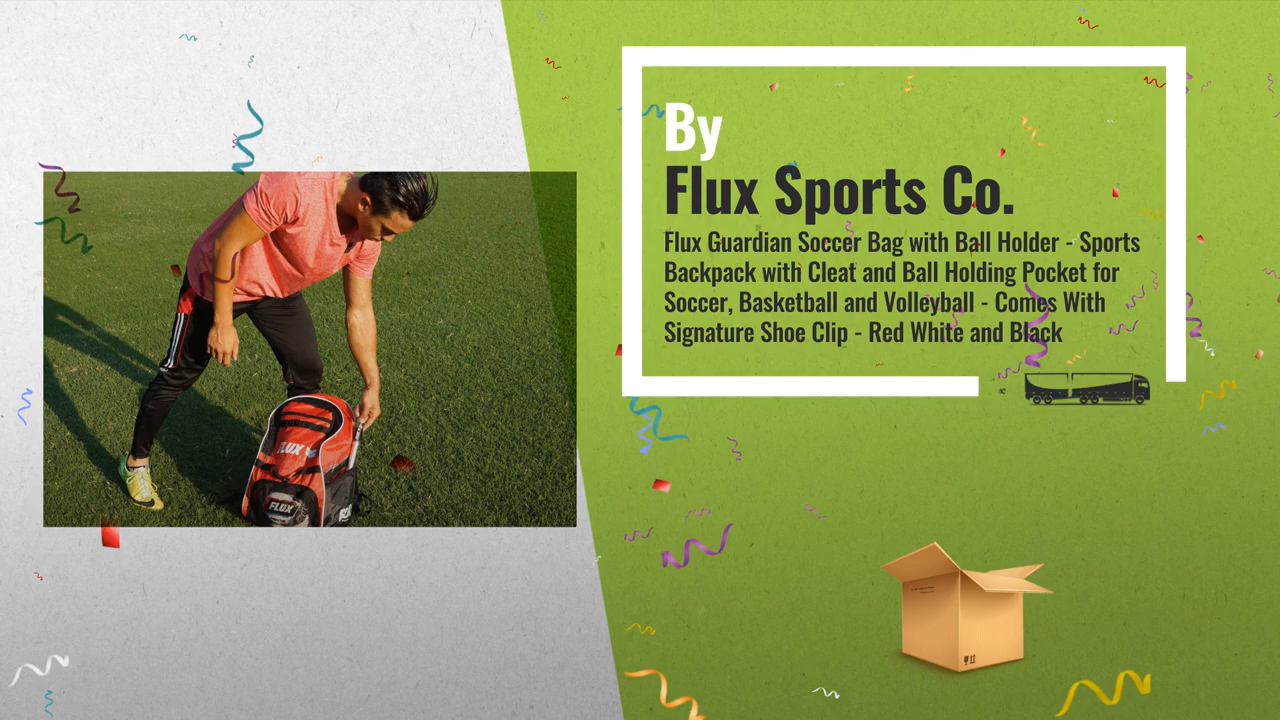 By
Flux Sports Co.
Flux Guardian Soccer Bag with Ball Holder - Sports
Backpack with Cleat and Ball Holding Pocket for
Soccer, Basketball and Volleyball - Comes With
Signature Shoe Clip - Red White and Black
FLUX
FLUX